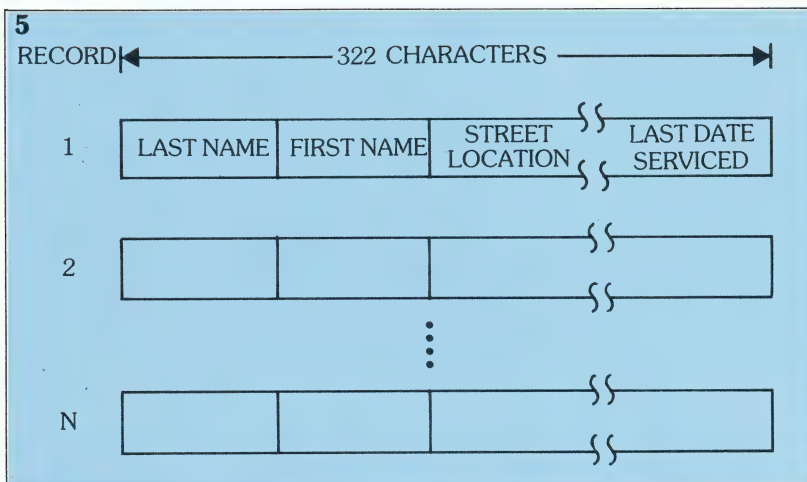 5
RECORD 322 CHARACTERS
1 LAST NAME FIRST NAME STREET LOCATION LAST DATE SERVICED
2
N